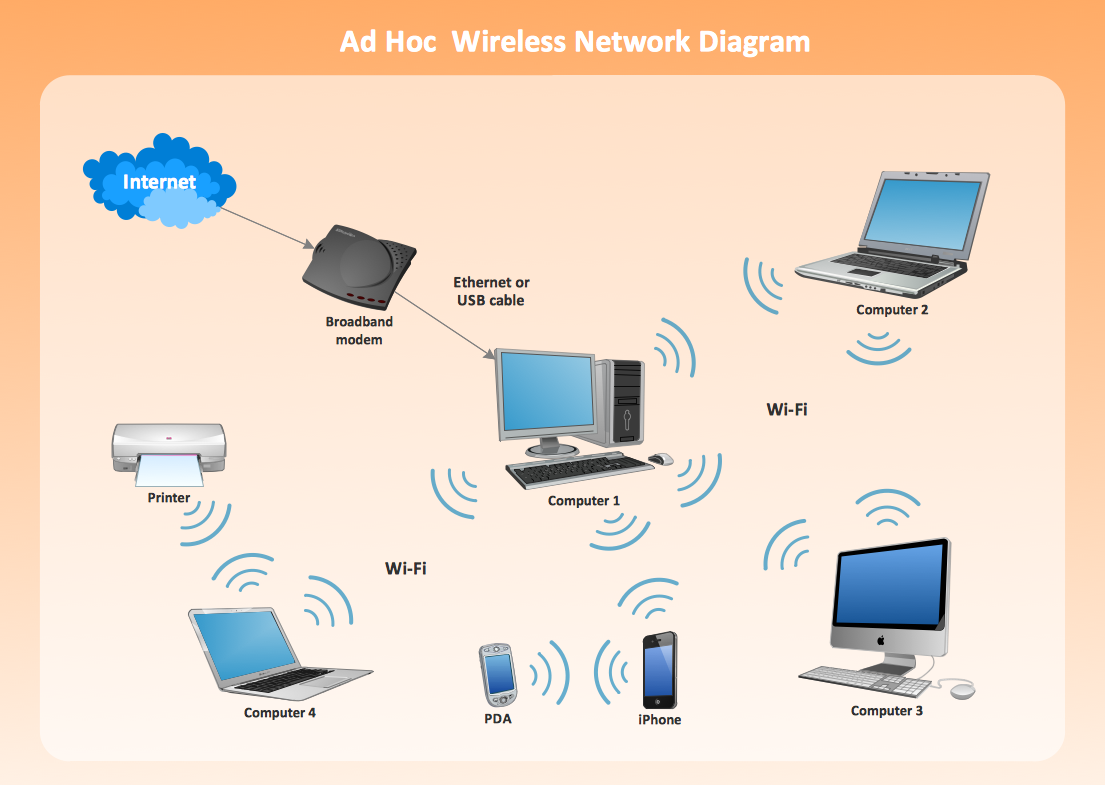 Ad Hoc Wireless Network Diagram
Internet
Broadband
modem
Ethernet or
USB cable
Computer 2
Wi-Fi
Printer
Computer 1
Wi-Fi
Computer 4
PDA
iPhone
Computer 3